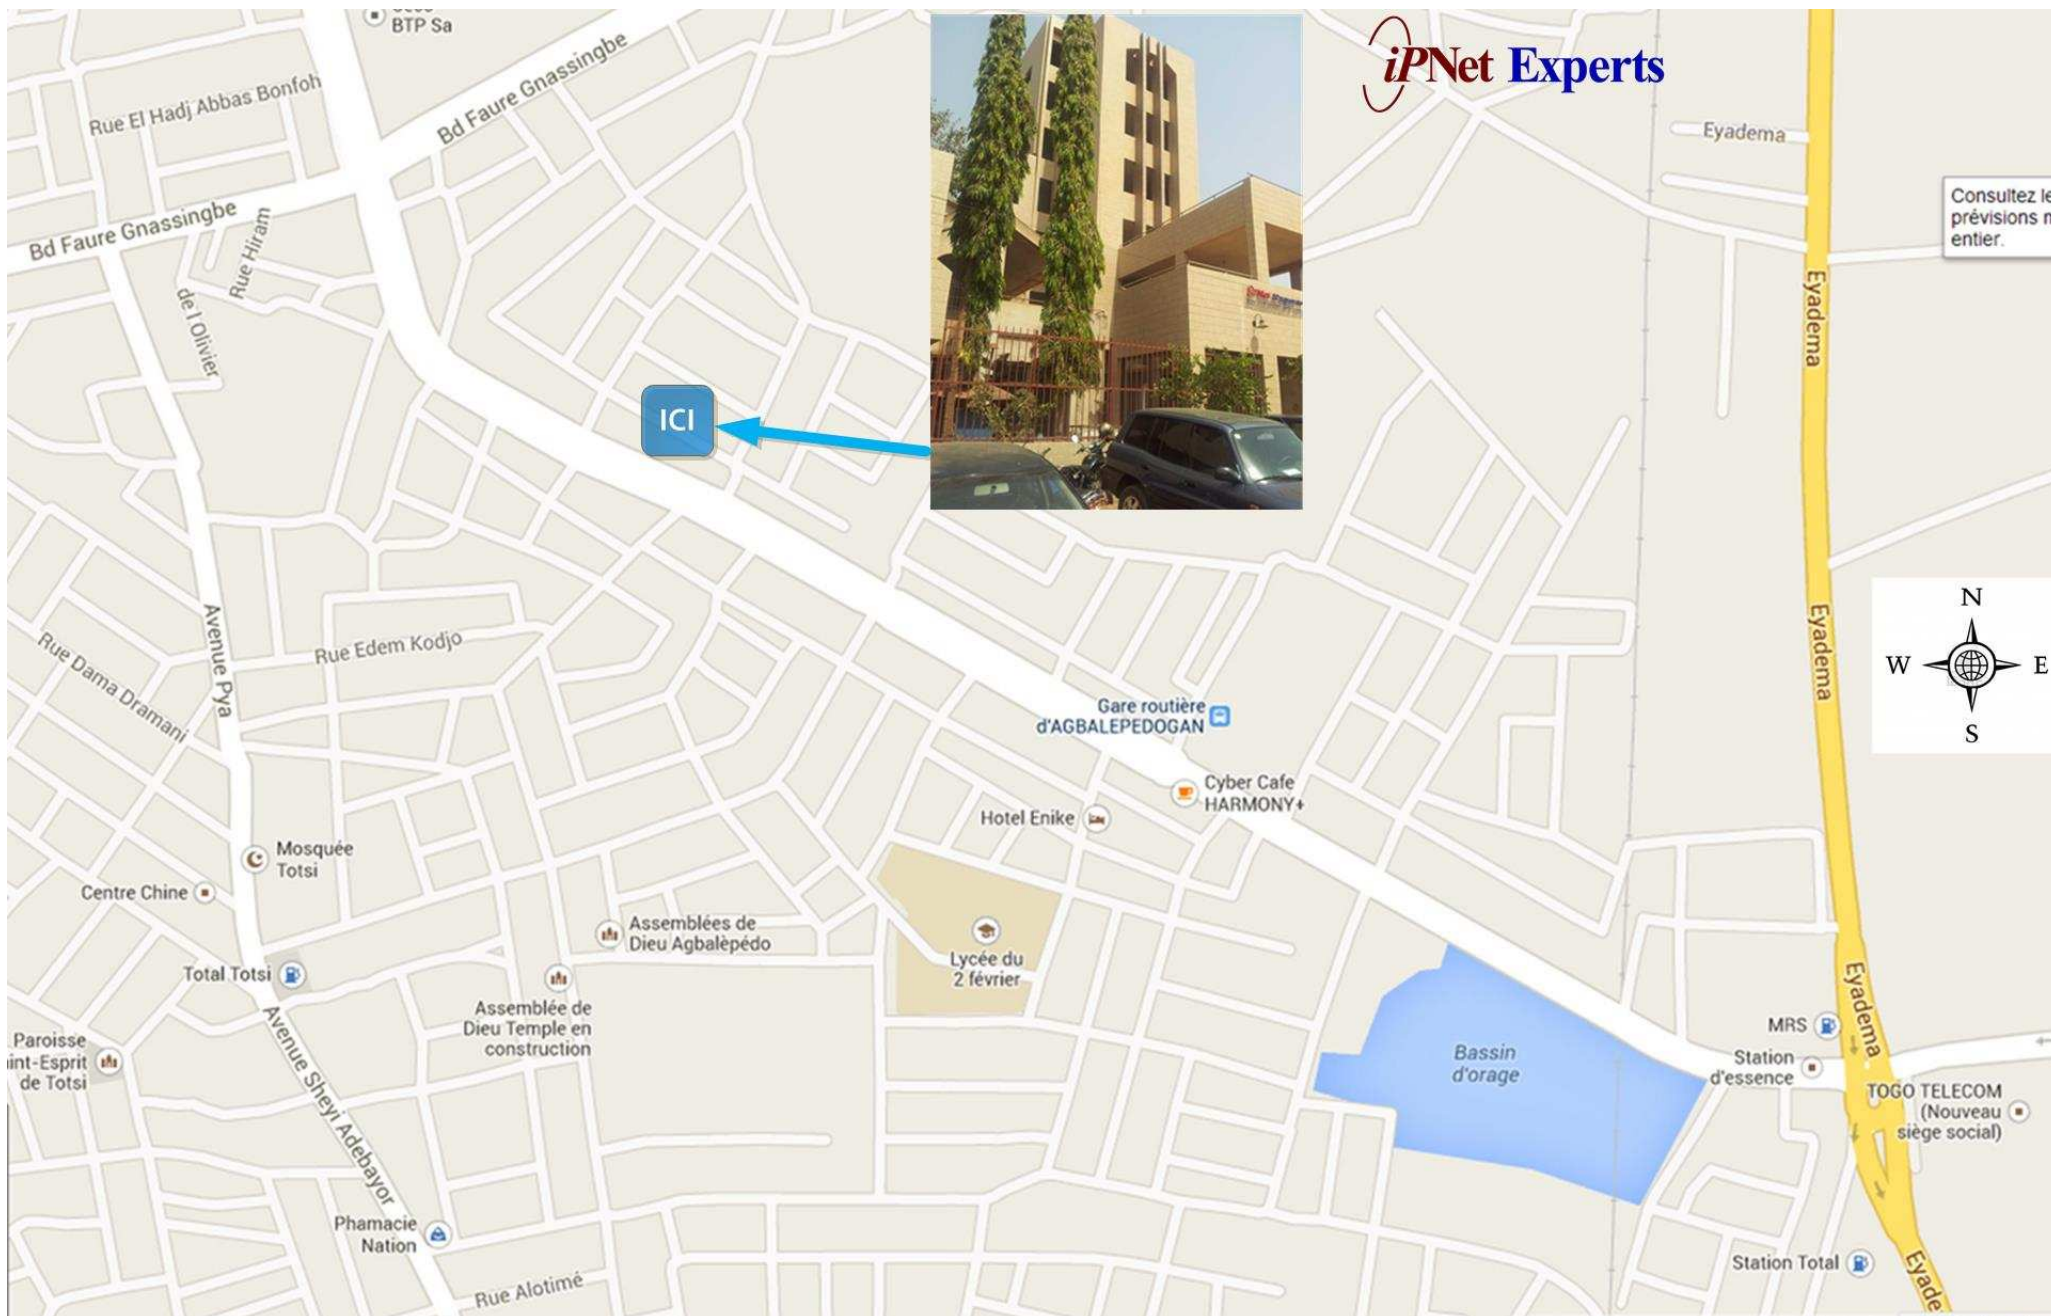 BTP Sa
iPNet Experts
Bd Faure Gnassingbe
Rue El Hadj Abbas Bonfoh
Eyadema
Consultez le
prévisions
entier.
Bd Faure Gnassingbe
Rue Hiram
de l Olivier
Eyadema
ICI
N
W E
S
Eyadema
Avenue Pya
Rue Edem Kodjo
Rue Dama Dramani
Gare routière
d'AGBALEPEDOGAN
Cyber Cafe
HARMONY+
Hotel Enike
Mosquée
Totsi
Centre Chine
Assemblées de
Dieu Agbalèpédo
Lycée du
2 février
Total Totsi
Assemblée de
Dieu Temple en
construction
Eyadema
MRS
Paroisse
int-Esprit
de Totsi
Avenue Sheyi Adebayor
Bassin
d'orage
Station
d'essence
TOGO TELECOM
(Nouveau
siège social)
Phamacie
Nation
Station Total
Eyade
Rue Alotimé